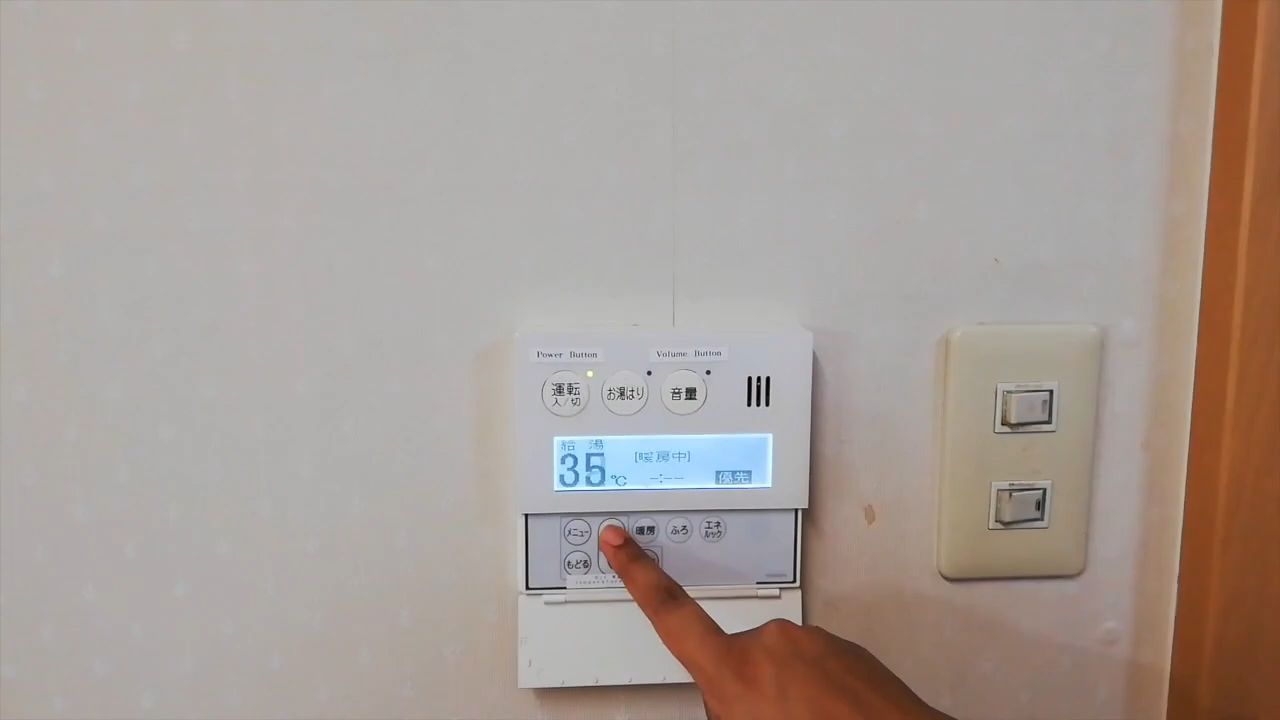 Power Button
Volume Button
運転
入/切
お湯はり
音量
給 湯
[暖房中]
35℃
--:--
優先
メニュー
暖房
ふろ
エネ
ルック
もどる